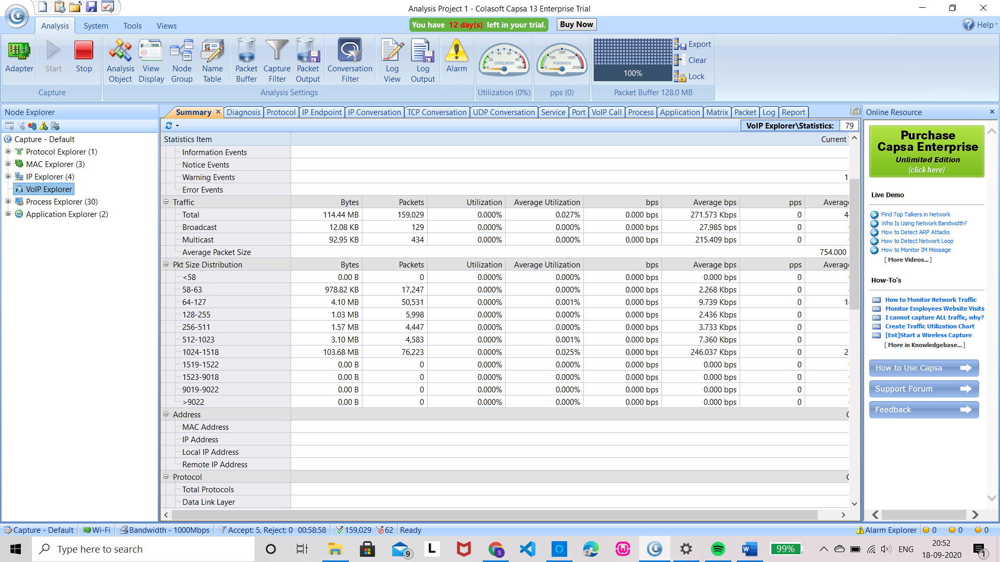 Analysis Project 1 - Colasoft Capsa 13 Enterprise Trial
Analysis System Tools Views
You have 12 day(s) left in your trial. Buy Now
Help
Adapter Start Stop
Analysis Object View Display Node Group Name Table Packet Buffer Capture Filter Packet Output Conversation Filter Log View Log Output Alarm
Export
Clear
Lock
100%
Capture Analysis Settings Utilization (0%) pps (0) Packet Buffer 128.0 MB
Node Explorer
Capture - Default
Protocol Explorer (1)
MAC Explorer (3)
IP Explorer (4)
VoIP Explorer
Process Explorer (30)
Application Explorer (2)
Summary Diagnosis Protocol IP Endpoint IP Conversation TCP Conversation UDP Conversation Service Port VoIP Call Process Application Matrix Packet Log Report
VoIP Explorer\Statistics: 79
Statistics Item Current
Information Events
Notice Events
Warning Events 1
Error Events
Traffic Bytes Packets Utilization Average Utilization bps Average bps pps Averag
Total 114.44 MB 159,029 0.000% 0.027% 0.000 bps 271.573 Kbps 0 4
Broadcast 12.08 KB 129 0.000% 0.000% 0.000 bps 27.985 bps 0
Multicast 92.95 KB 434 0.000% 0.000% 0.000 bps 215.409 bps 0
Average Packet Size 754.000
Pkt Size Distribution Bytes Packets Utilization Average Utilization bps Average bps pps Averag
<58 0.00 B 0 0.000% 0.000% 0.000 bps 0.000 bps 0
58-63 978.82 KB 17,247 0.000% 0.000% 0.000 bps 2.268 Kbps 0
64-127 4.10 MB 50,531 0.000% 0.001% 0.000 bps 9.739 Kbps 0 1
128-255 1.03 MB 5,998 0.000% 0.000% 0.000 bps 2.436 Kbps 0
256-511 1.57 MB 4,447 0.000% 0.000% 0.000 bps 3.733 Kbps 0
512-1023 3.10 MB 4,583 0.000% 0.001% 0.000 bps 7.360 Kbps 0
1024-1518 103.68 MB 76,223 0.000% 0.025% 0.000 bps 246.037 Kbps 0 2
1519-1522 0.00 B 0 0.000% 0.000% 0.000 bps 0.000 bps 0
1523-9018 0.00 B 0 0.000% 0.000% 0.000 bps 0.000 bps 0
9019-9022 0.00 B 0 0.000% 0.000% 0.000 bps 0.000 bps 0
>9022 0.00 B 0 0.000% 0.000% 0.000 bps 0.000 bps 0
Address
MAC Address
IP Address
Local IP Address
Remote IP Address
Protocol
Total Protocols
Data Link Layer
Online Resource
Purchase
Capsa Enterprise
Unlimited Edition
(click here)
Live Demo
Find Top Talkers in Network
Who Is Using Network Bandwidth?
How to Detect ARP Attacks
How to Detect Network Loop
How to Monitor IM Message
[ More Videos... ]
How-To's
How to Monitor Network Traffic
Monitor Employees Website Visits
I cannot capture ALL traffic, why?
Create Traffic Utilization Chart
[Ent]Start a Wireless Capture
[ More in Knowledgebase... ]
How to Use Capsa
Support Forum
Feedback
Capture - Default Wi-Fi Bandwidth - 1000Mbps Accept: 5, Reject: 0 00:58:58 159,029 62 Ready Alarm Explorer 0 0 0
Type here to search 9 99% ENG 20:52
18-09-2020 1